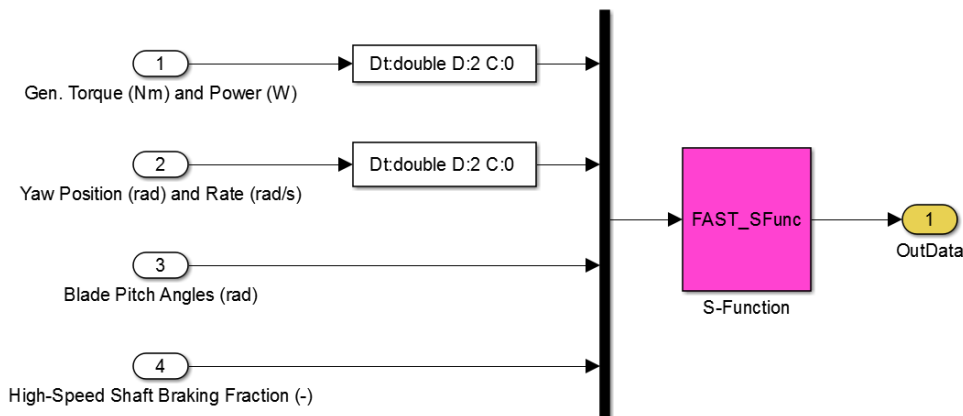 1
Dt:double D:2 C:0
Gen. Torque (Nm) and Power (W)
2
Dt:double D:2 C:0
Yaw Position (rad) and Rate (rad/s)
FAST_SFunc
1
OutData
3
Blade Pitch Angles (rad)
S-Function
4
High-Speed Shaft Braking Fraction (-)